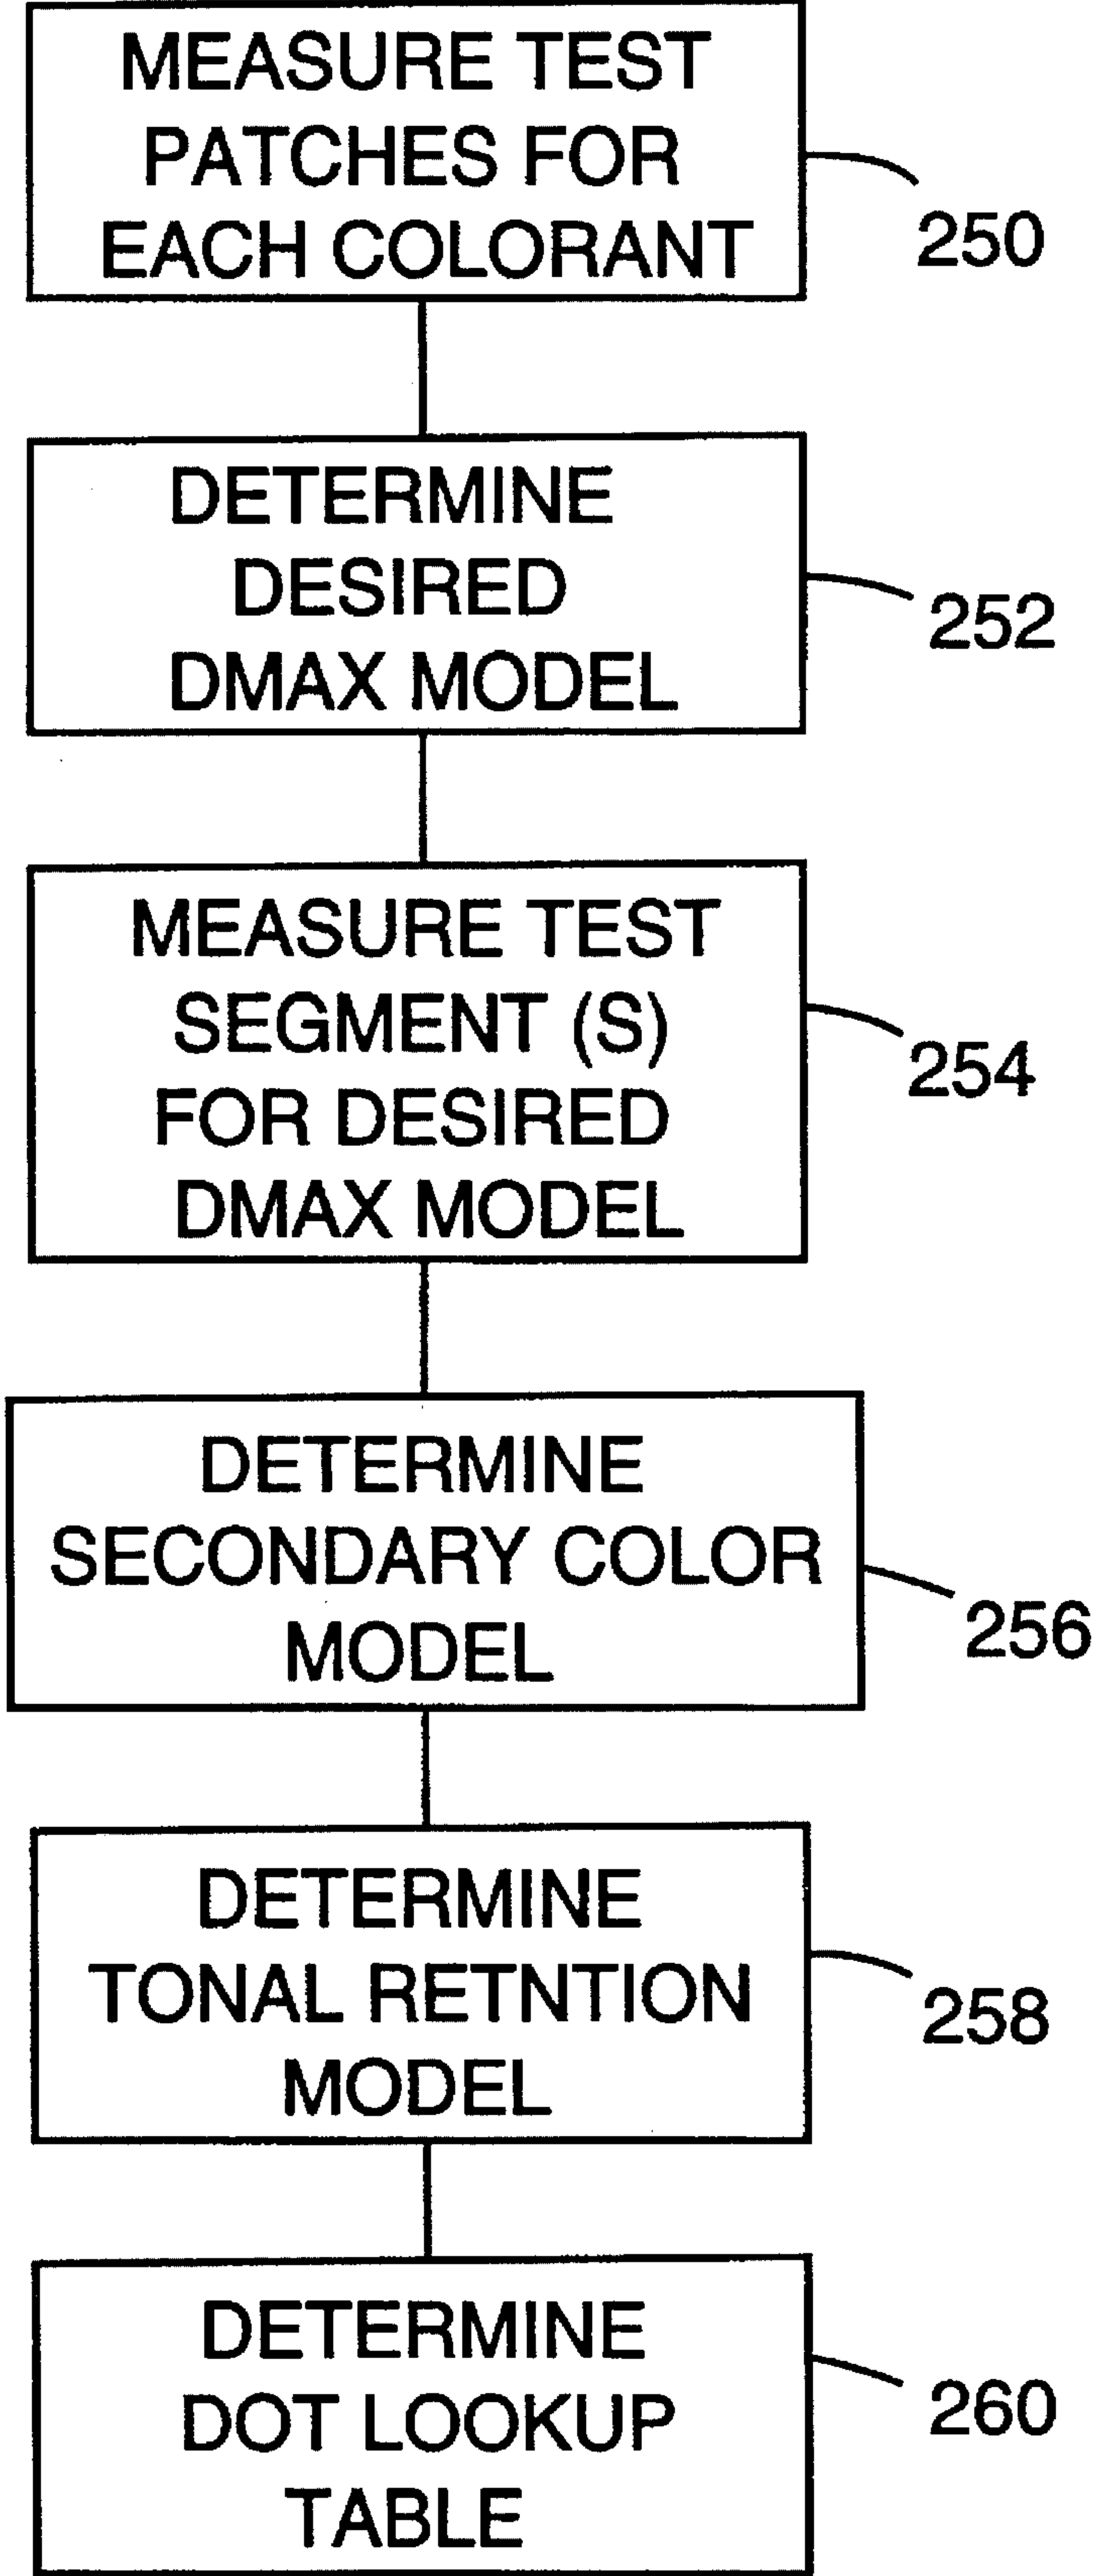 MEASURE TEST
PATCHES FOR
EACH COLORANT
250
DETERMINE
DESIRED
DMAX MODEL
252
MEASURE TEST
SEGMENT (S)
FOR DESIRED
DMAX MODEL
254
DETERMINE
SECONDARY COLOR
MODEL
256
DETERMINE
TONAL RETNTION
MODEL
258
DETERMINE
DOT LOOKUP
TABLE
260